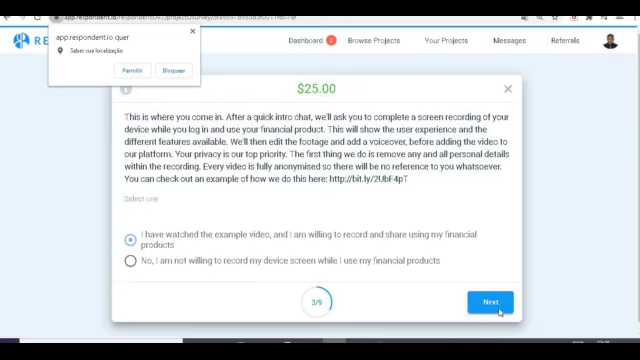 app.respondent.io quer
Saber sua localização
Permitir
Bloquear
Dashboard 2
Browse Projects
Your Projects
Messages
Referrals
$25.00
This is where you come in. After a quick intro chat, we'll ask you to complete a screen recording of your
device while you log in and use your financial product. This will show the user experience and the
different features available. We'll then edit the footage and add a voiceover, before adding the video to
our platform. Your privacy is our top priority. The first thing we do is remove any and all personal details
within the recording. Every video is fully anonymised so there will be no reference to you whatsoever.
You can check out an example of how we do this here: http://bit.ly/2UbF4pT
Select one
I have watched the example video, and I am willing to record and share using my financial
products
No, I am not willing to record my device screen while I use my financial products
3/9
Next